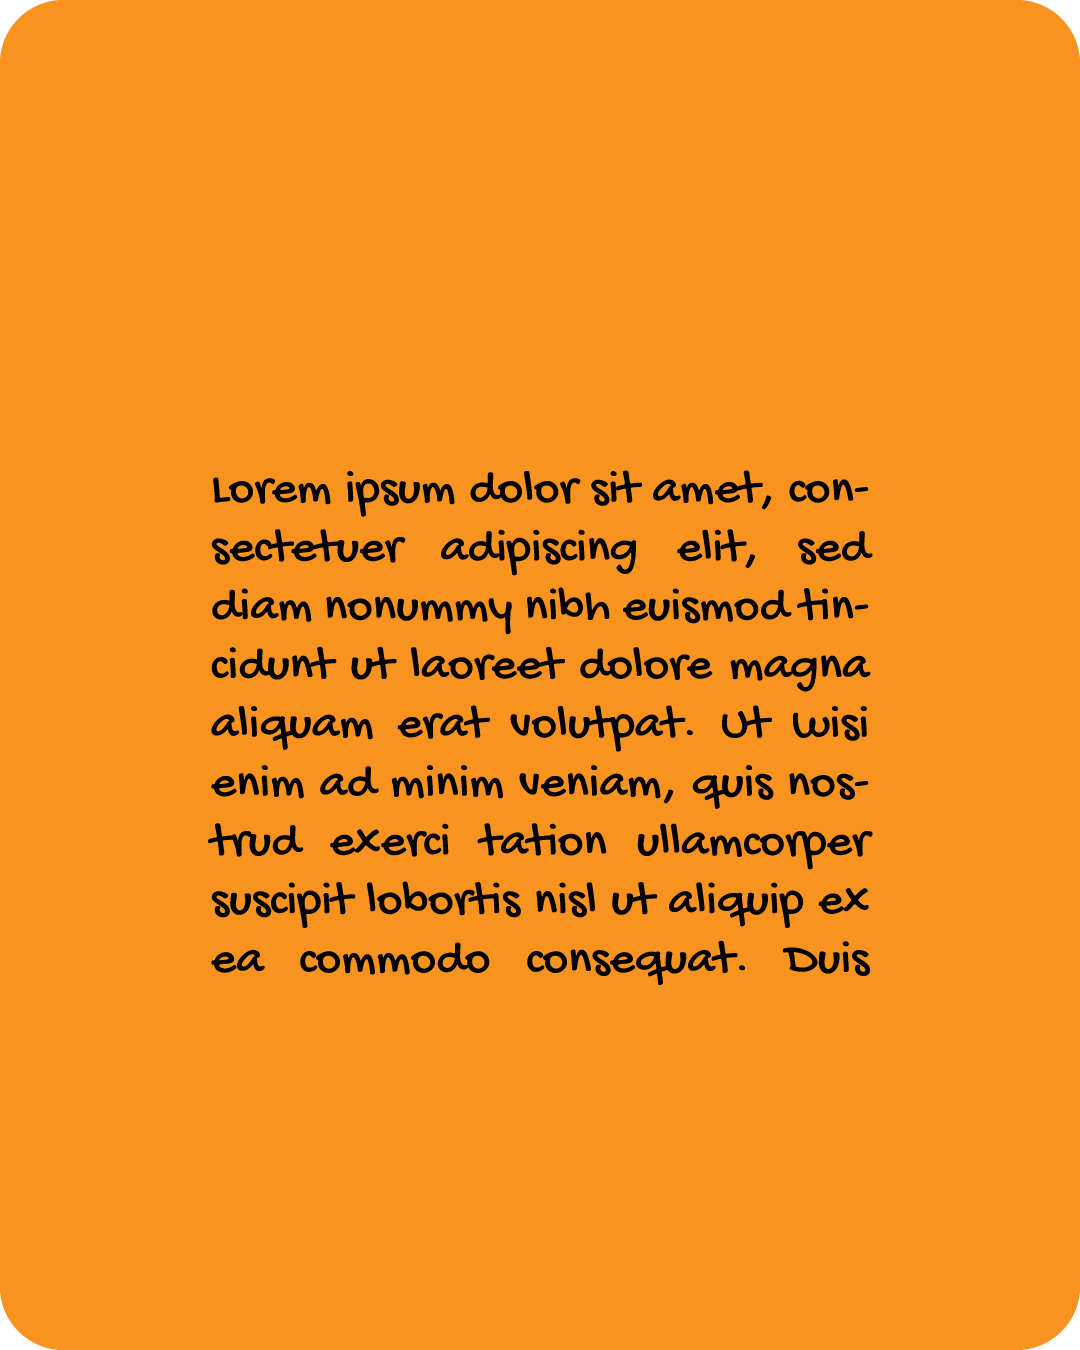 Lorem ipsum dolor sit amet, con-
sectetuer adipiscing elit, sed
diam nonummy nibh euismod tin-
cidunt ut laoreet dolore magna
aliquam erat volutpat. Ut wisi
enim ad minim veniam, quis nos-
trud exerci tation ullamcorper
suscipit lobortis nisl ut aliquip ex
ea commodo consequat. Duis